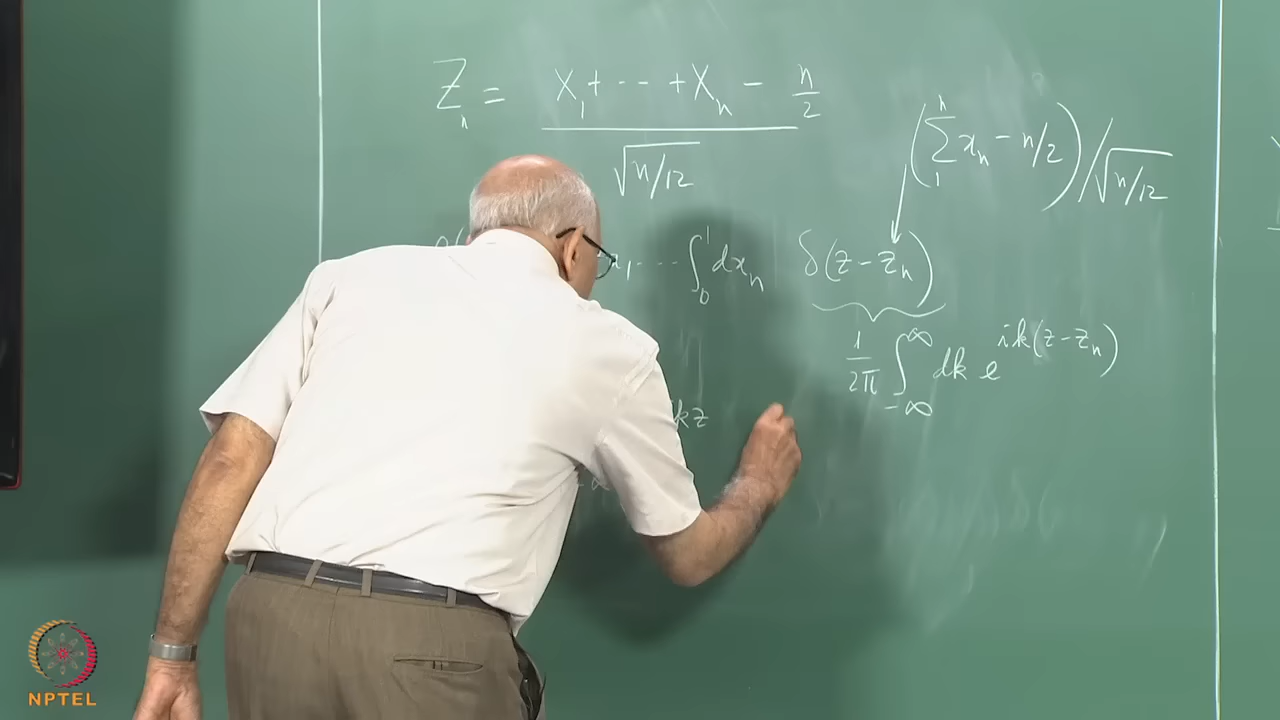 Z_n = (X_1 + --- + X_n - n/2) / √(n/12)
(Σ_1^n x_n - n/2) / √(n/12)
---- ∫_0^1 dx_n δ(z - z_n)
1/2π ∫_{-∞}^{∞} dk e^{ik(z - z_n)}
kz
NPTEL